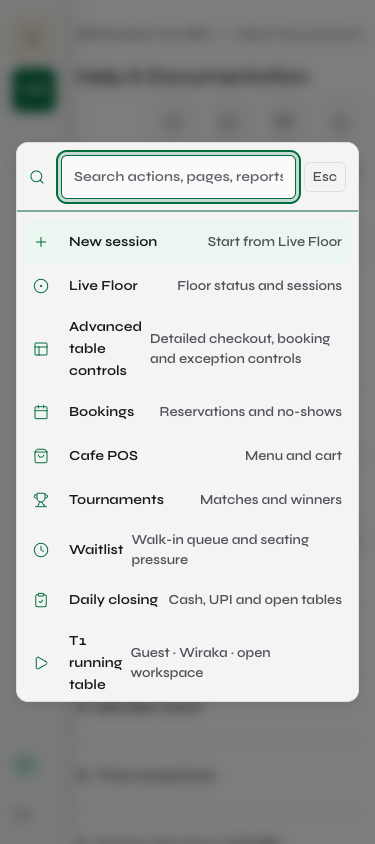 Help & Documentation
Search actions, pages, reports
Esc
New session Start from Live Floor
Live Floor Floor status and sessions
Advanced
table
controls
Detailed checkout, booking
and exception controls
Bookings Reservations and no-shows
Cafe POS Menu and cart
Tournaments Matches and winners
Waitlist
Walk-in queue and seating
pressure
Daily closing Cash, UPI and open tables
T1
running
table
Guest · Wiraka · open
workspace